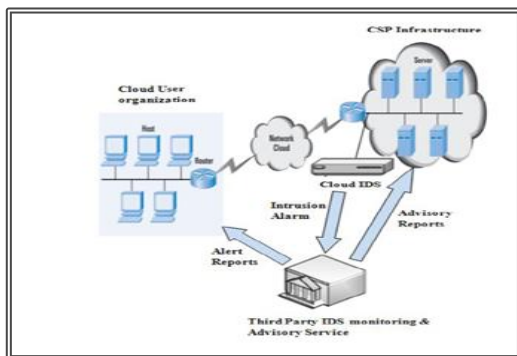 CSP Infrastructure
Server
Cloud User
organization
Host
Router
Network
Cloud
Cloud IDS
Intrusion
Alarm
Advisory
Reports
Alert
Reports
Third Party IDS monitoring &
Advisory Service